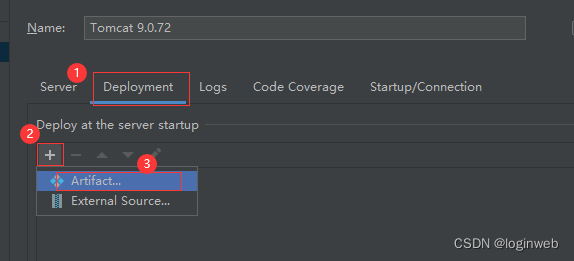 Name: Tomcat 9.0.72
1
Server Deployment Logs Code Coverage Startup/Connection
Deploy at the server startup
2
3
Artifact...
External Source...
CSDN @loginweb